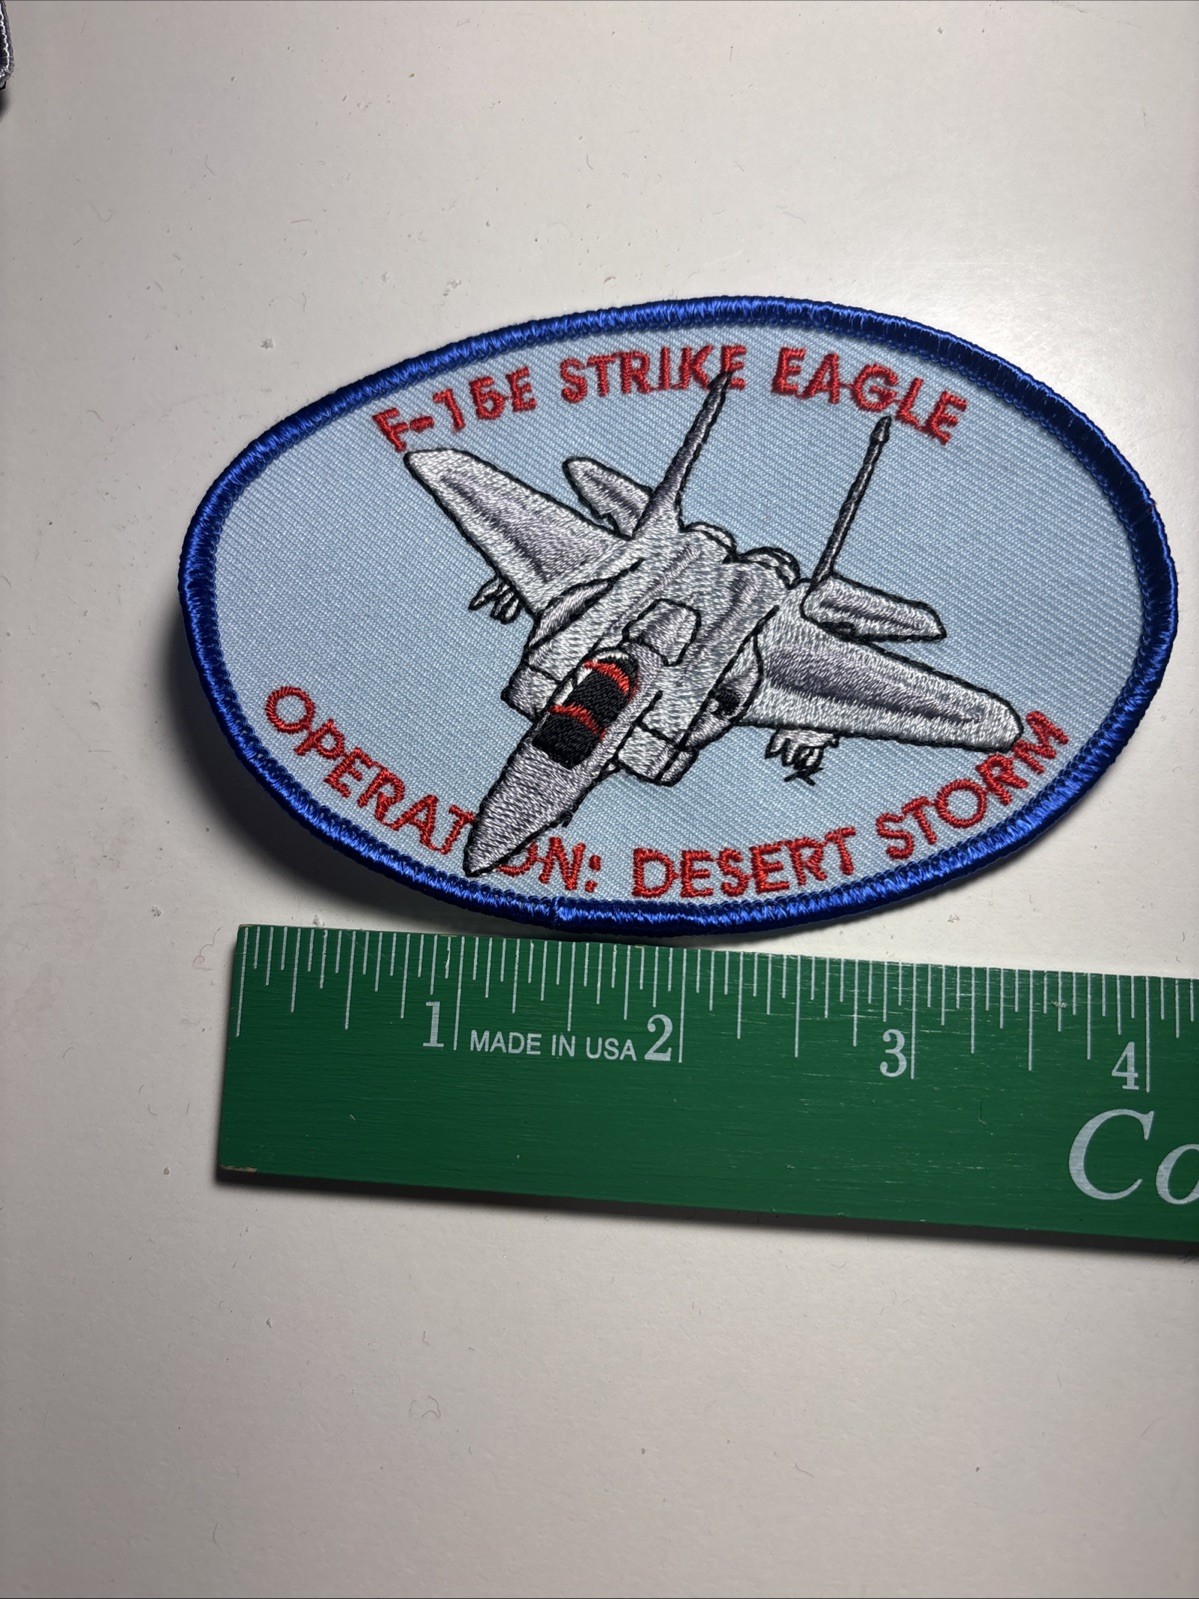 F-15E STRIKE EAGLE
OPERATION: DESERT STORM
1 MADE IN USA 2 3 4
Co